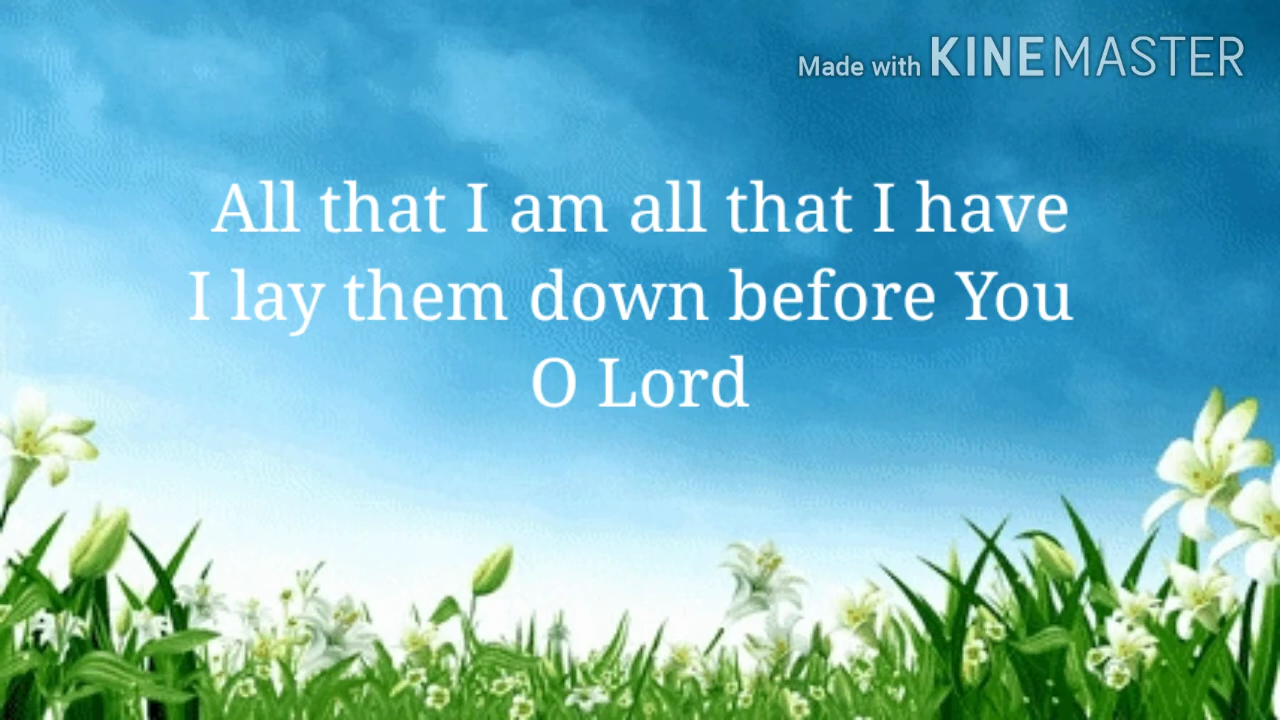 Made with KINEMASTER
All that I am all that I have
I lay them down before You
O Lord